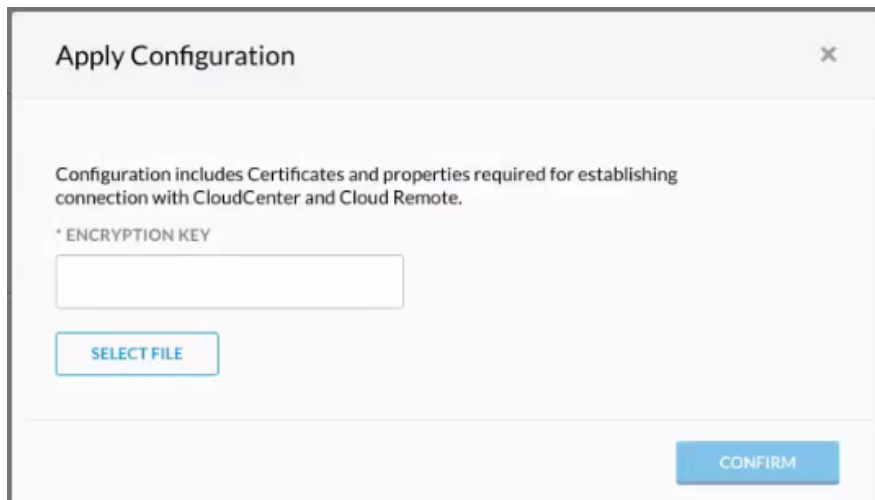 Apply Configuration
Configuration includes Certificates and properties required for establishing
connection with CloudCenter and Cloud Remote.
* ENCRYPTION KEY
SELECT FILE
CONFIRM